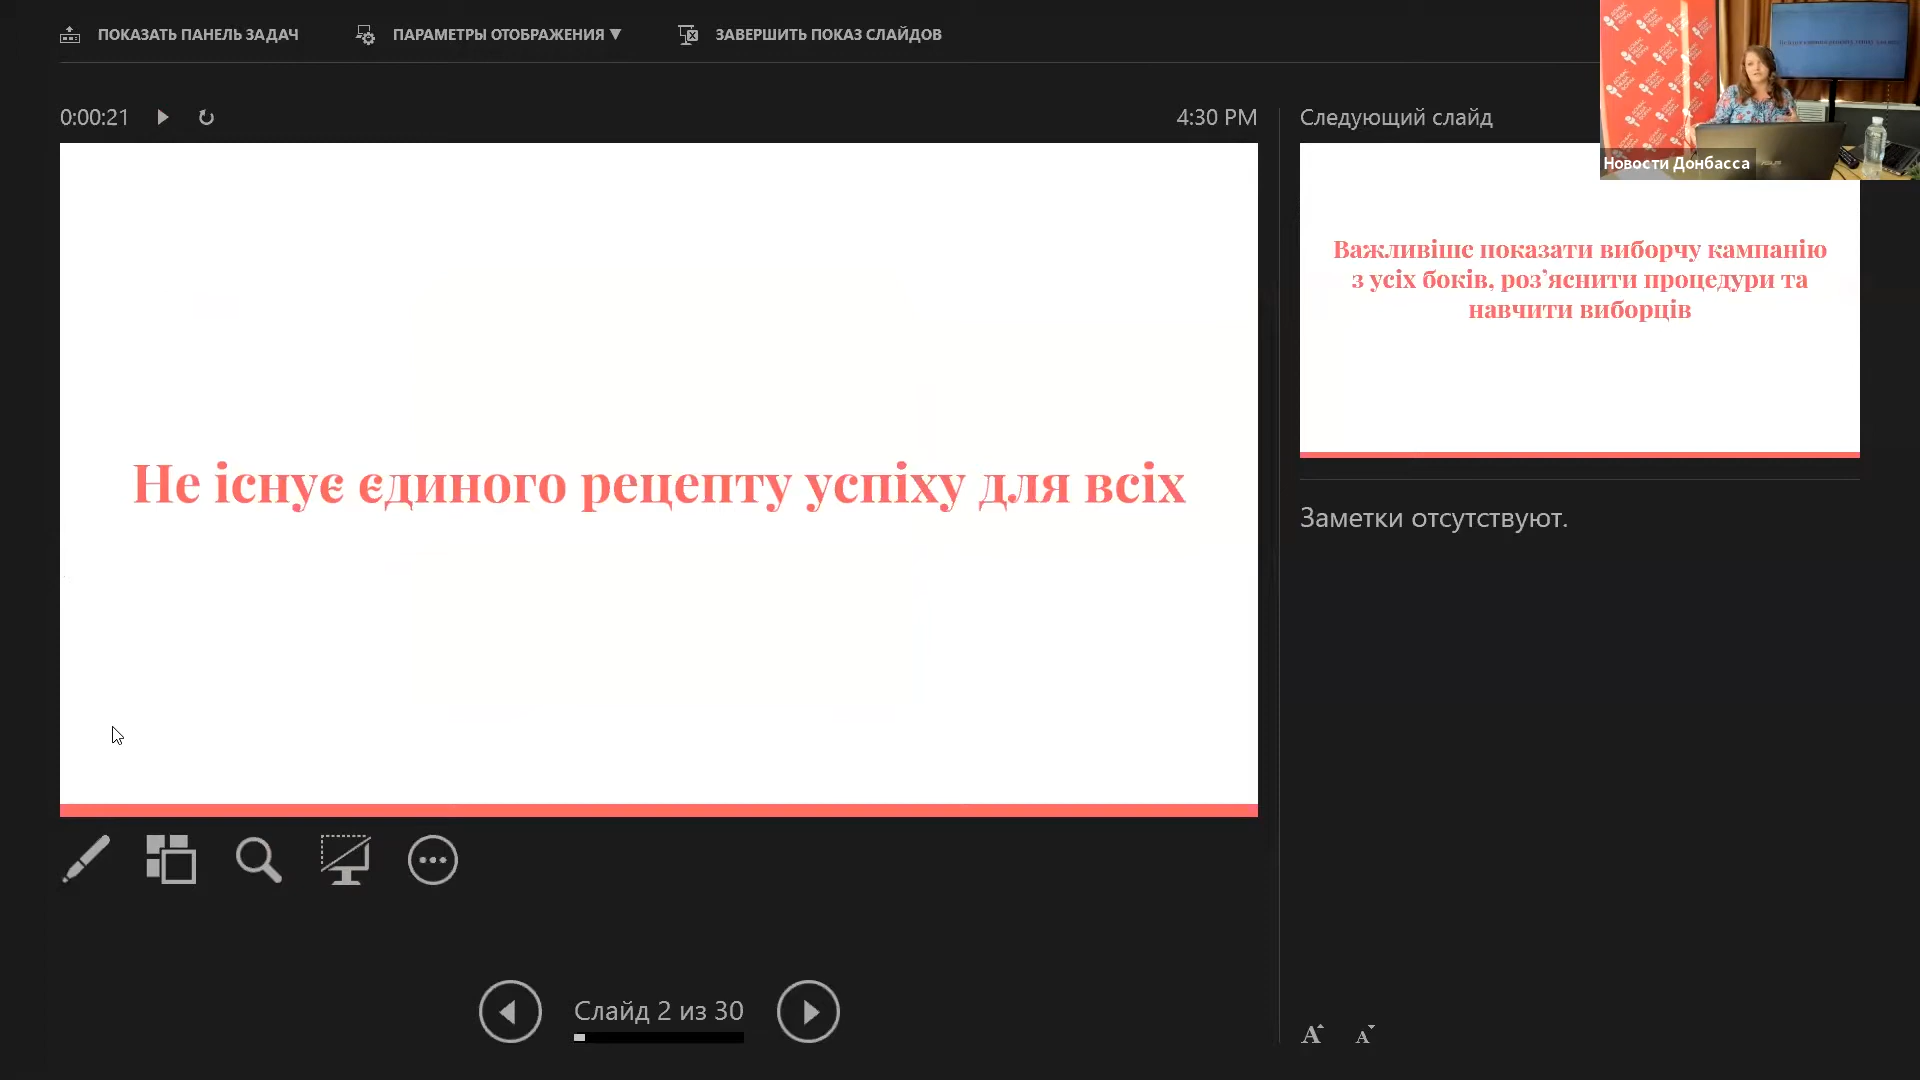 ПОКАЗАТЬ ПАНЕЛЬ ЗАДАЧ
ПАРАМЕТРЫ ОТОБРАЖЕНИЯ ▼
ЗАВЕРШИТЬ ПОКАЗ СЛАЙДОВ
0:00:21
4:30 PM
Следующий слайд
Новости Донбасса
Не існує єдиного рецепту успіху для всіх
Важливіше показати виборчу кампанію
з усіх боків, роз`яснити процедури та
навчити виборців
Заметки отсутствуют.
Слайд 2 из 30